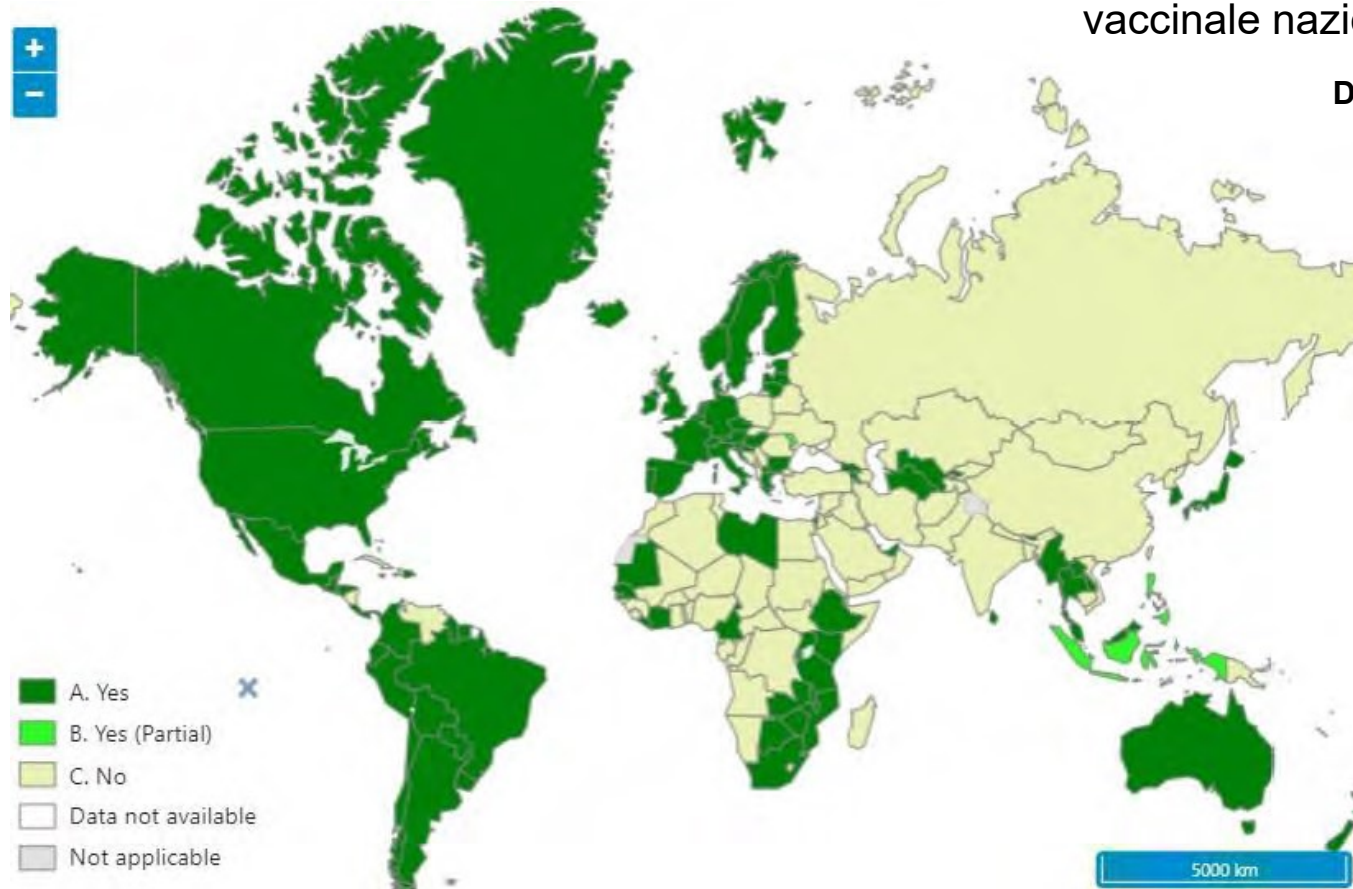 vaccinale nazi
D
+
−
A. Yes
B. Yes (Partial)
C. No
Data not available
Not applicable
5000 km